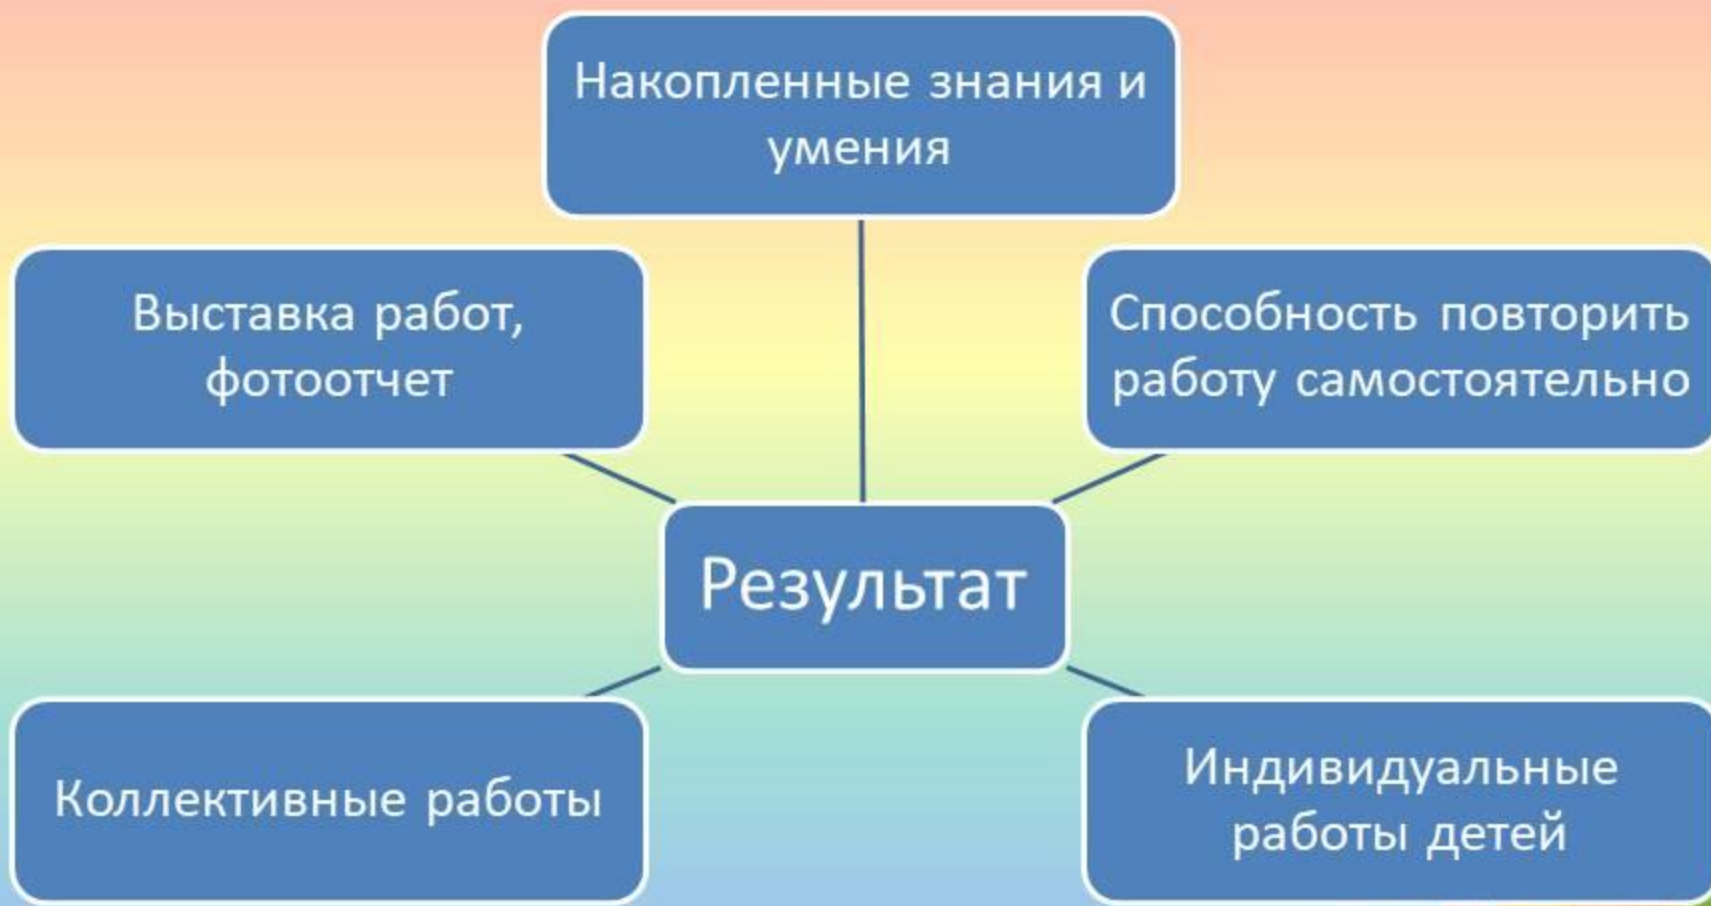 Накопленные знания и
умения
Выставка работ,
фотоотчет
Способность повторить
работу самостоятельно
Результат
Коллективные работы
Индивидуальные
работы детей